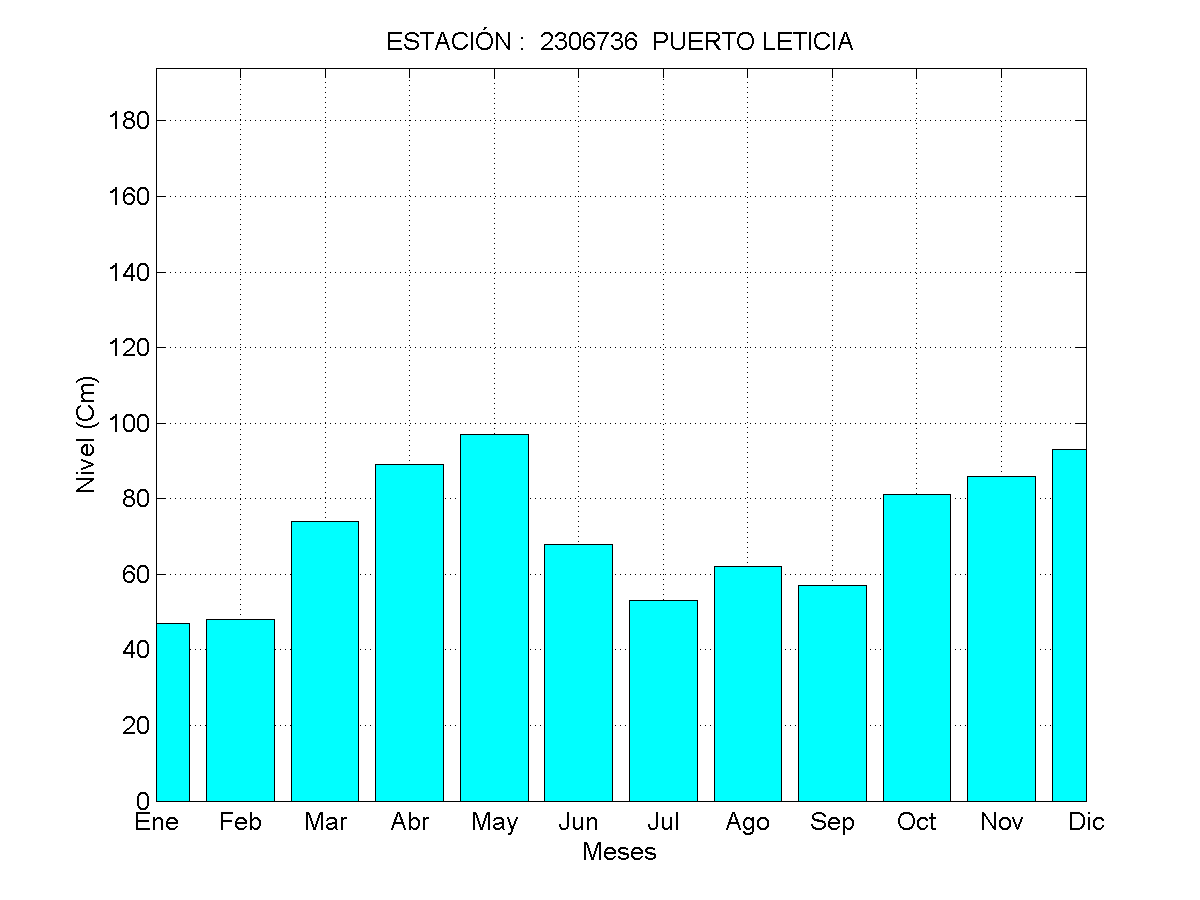 ESTACIÓN :  2306736  PUERTO LETICIA
Nivel (Cm)
180
160
140
120
100
80
60
40
20
0
Ene Feb Mar Abr May Jun Jul Ago Sep Oct Nov Dic
Meses